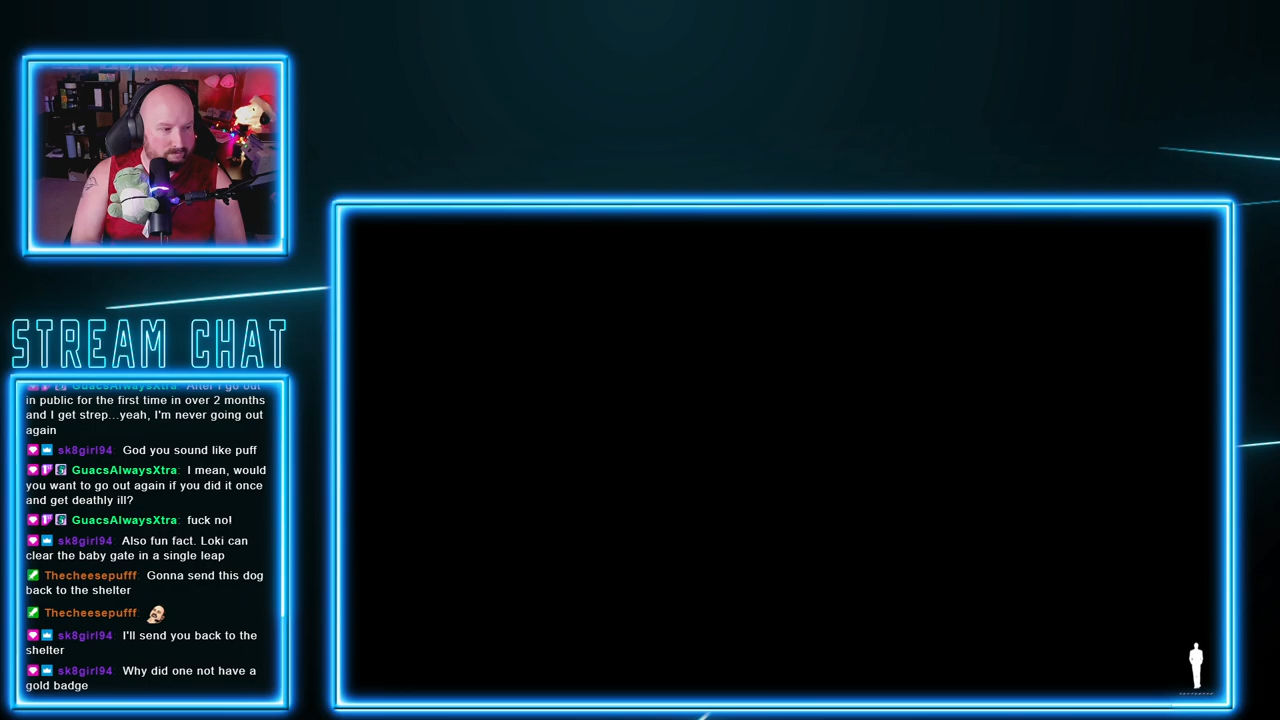 STREAM CHAT
GuacsAlwaysXtra: After I go out
in public for the first time in over 2 months
and I get strep...yeah, I'm never going out
again
sk8girl94: God you sound like puff
GuacsAlwaysXtra: I mean, would
you want to go out again if you did it once
and get deathly ill?
GuacsAlwaysXtra: fuck no!
sk8girl94: Also fun fact. Loki can
clear the baby gate in a single leap
Thecheesepufff: Gonna send this dog
back to the shelter
Thecheesepufff:
sk8girl94: I'll send you back to the
shelter
sk8girl94: Why did one not have a
gold badge